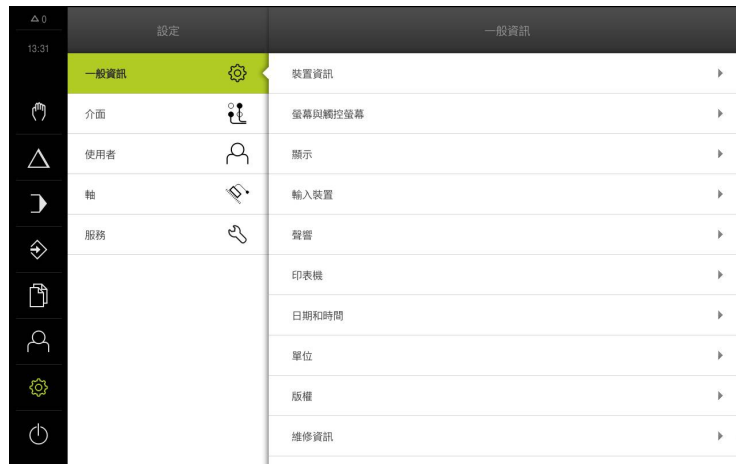 △ 0
13:31
設定
一般資訊
介面
使用者
軸
服務
一般資訊
裝置資訊
螢幕與觸控螢幕
顯示
輸入裝置
聲響
印表機
日期和時間
單位
版權
維修資訊